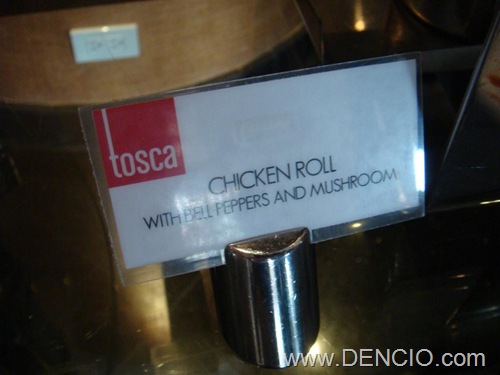 tosca
CHICKEN ROLL
WITH BELL PEPPERS AND MUSHROOM
WWW.DENCIO.COM